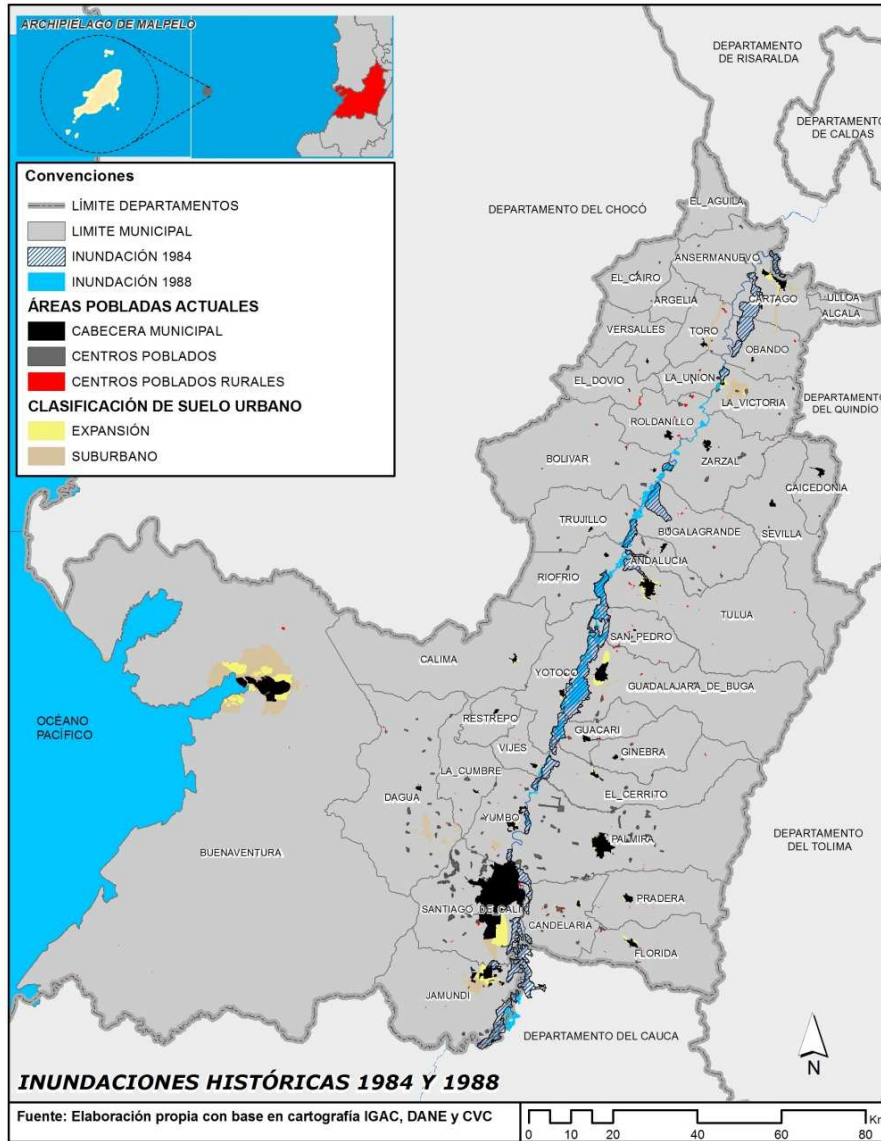 ARCHIPIÉLAGO DE MALPELO
Convenciones
LÍMITE DEPARTAMENTOS
LIMITE MUNICIPAL
INUNDACIÓN 1984
INUNDACIÓN 1988
ÁREAS POBLADAS ACTUALES
CABECERA MUNICIPAL
CENTROS POBLADOS
CENTROS POBLADOS RURALES
CLASIFICACIÓN DE SUELO URBANO
EXPANSIÓN
SUBURBANO
DEPARTAMENTO
DE RISARALDA
DEPARTAMENTO
DE CALDAS
DEPARTAMENTO DEL CHOCÓ
EL_AGUILA
ANSERMANUEVO
EL_CAIRO
ARGELIA
CARTAGO
ULLOA
ALCALA
VERSALLES
TORO
OBANDO
EL_DOVIO
LA_UNION
LA_VICTORIA
DEPARTAMENTO
DEL QUINDÍO
ROLDANILLO
BOLIVAR
ZARZAL
CAICEDONIA
TRUJILLO
BUGALAGRANDE
SEVILLA
ANDALUCIA
RIOFRIO
TULUA
SAN_PEDRO
CALIMA
YOTOCO
GUADALAJARA_DE_BUGA
OCÉANO
PACÍFICO
RESTREPO
GUACARI
VIJES
GINEBRA
LA_CUMBRE
EL_CERRITO
DAGUA
YUMBO
PALMIRA
DEPARTAMENTO
DEL TOLIMA
BUENAVENTURA
PRADERA
SANTIAGO_DE_CALI
CANDELARIA
FLORIDA
JAMUNDI
DEPARTAMENTO DEL CAUCA
N
INUNDACIONES HISTÓRICAS 1984 Y 1988
Fuente: Elaboración propia con base en cartografía IGAC, DANE y CVC
0 10 20 40 60 80 Km